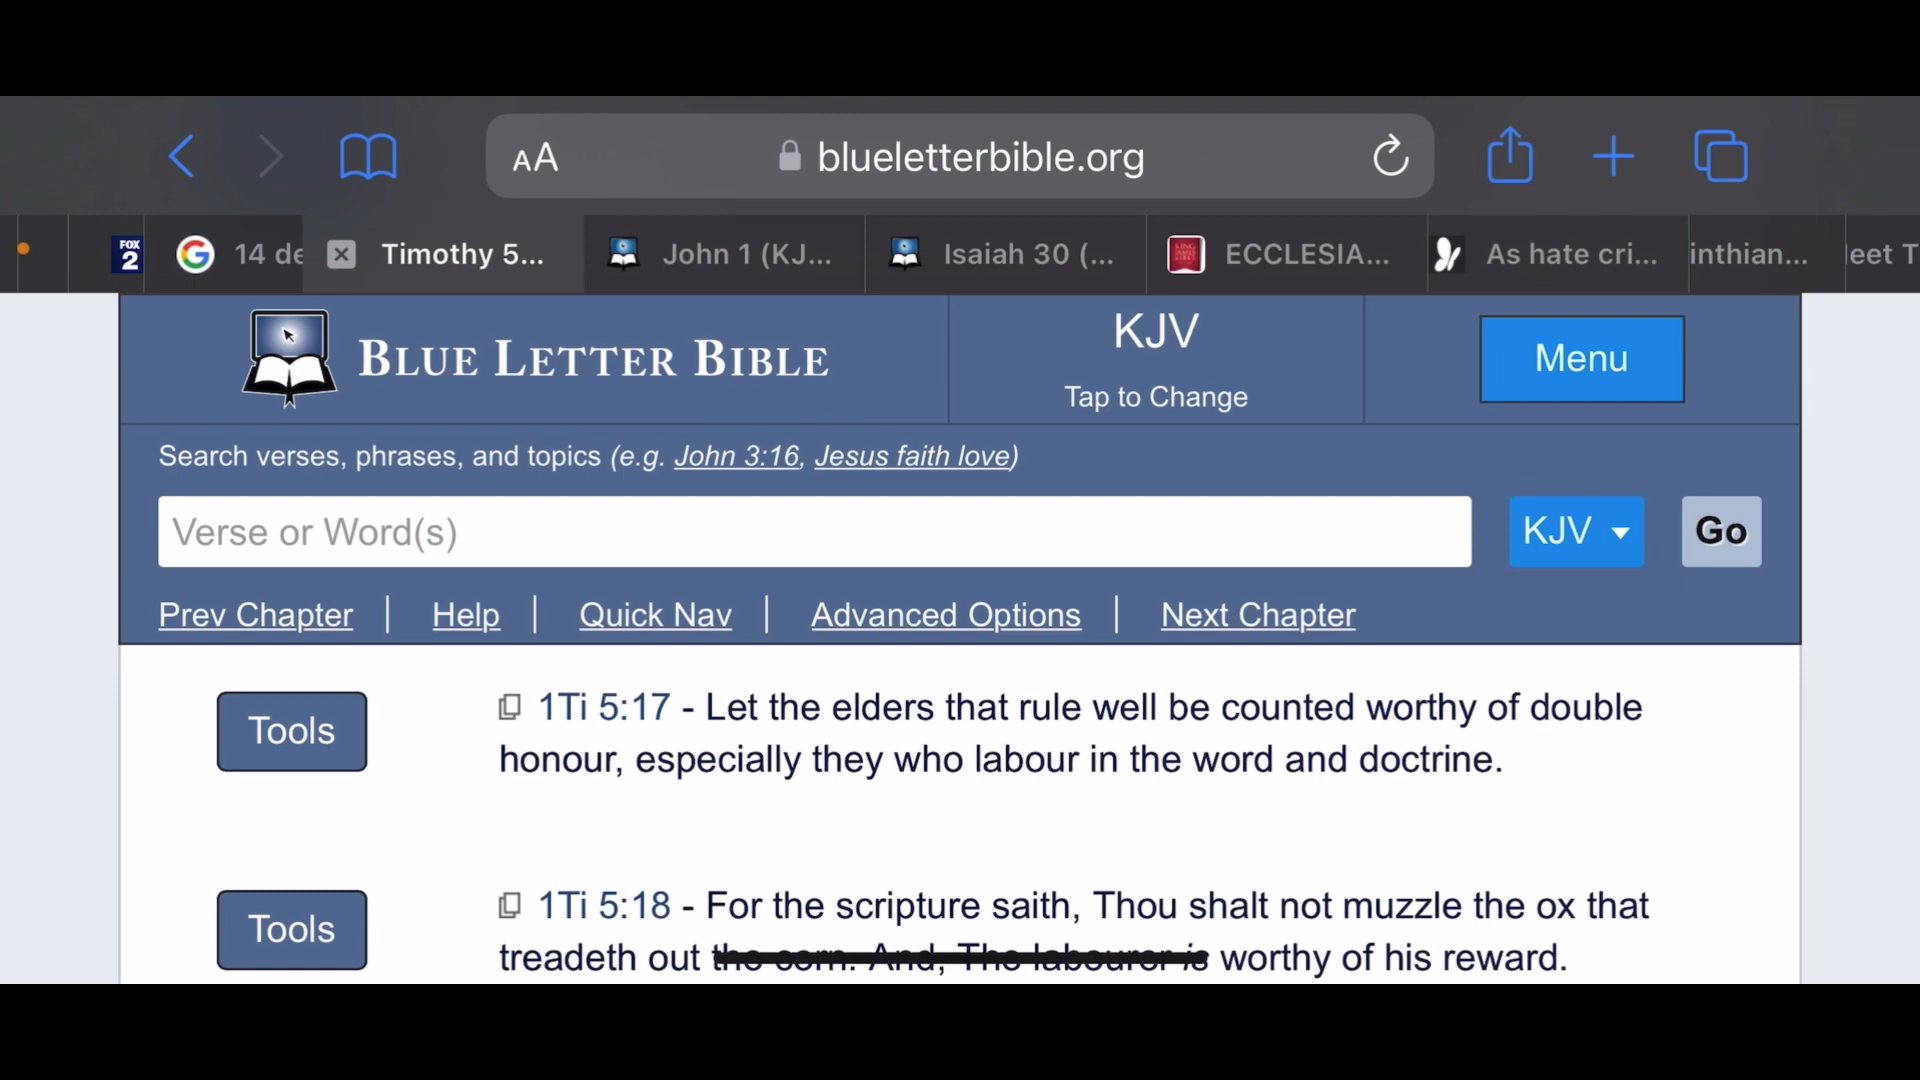 AA blueletterbible.org
FOX 2 14 de Timothy 5... John 1 (KJ... Isaiah 30 (... ECCLESIA... As hate cri... inthian... leet T
BLUE LETTER BIBLE
KJV
Tap to Change
Menu
Search verses, phrases, and topics (e.g. John 3:16, Jesus faith love)
Verse or Word(s) KJV Go
Prev Chapter | Help | Quick Nav | Advanced Options | Next Chapter
Tools
1Ti 5:17 - Let the elders that rule well be counted worthy of double
honour, especially they who labour in the word and doctrine.
Tools
1Ti 5:18 - For the scripture saith, Thou shalt not muzzle the ox that
treadeth out the corn. And, The labourer is worthy of his reward.